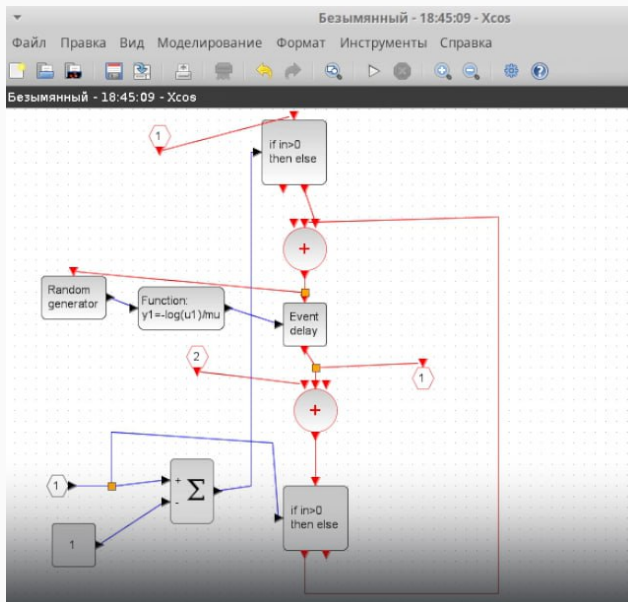 Безымянный - 18:45:09 - Xcos
Файл Правка Вид Моделирование Формат Инструменты Справка
Безымянный - 18:45:09 - Xcos
1
if in>0
then else
+
Random
generator
Function:
y1=-log(u1)/mu
Event
delay
2
1
+
1
+
-
Σ
if in>0
then else
1